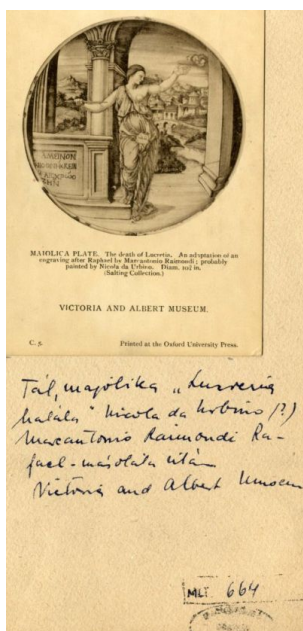 MAIOLICA PLATE. The death of Lucretia. An adaptation of an
engraving after Raphael by Marcantonio Raimondi; probably
painted by Nicola da Urbino. Diam. 10½ in.
(Salting Collection.)
VICTORIA AND ALBERT MUSEUM.
C. 5. Printed at the Oxford University Press.
Tál, majolika „Lucrecia
halála" Nicola da Urbino (?)
Marcantonio Raimondi Ra-
fael-másolata után
Victoria and Albert Museum
MLT 664